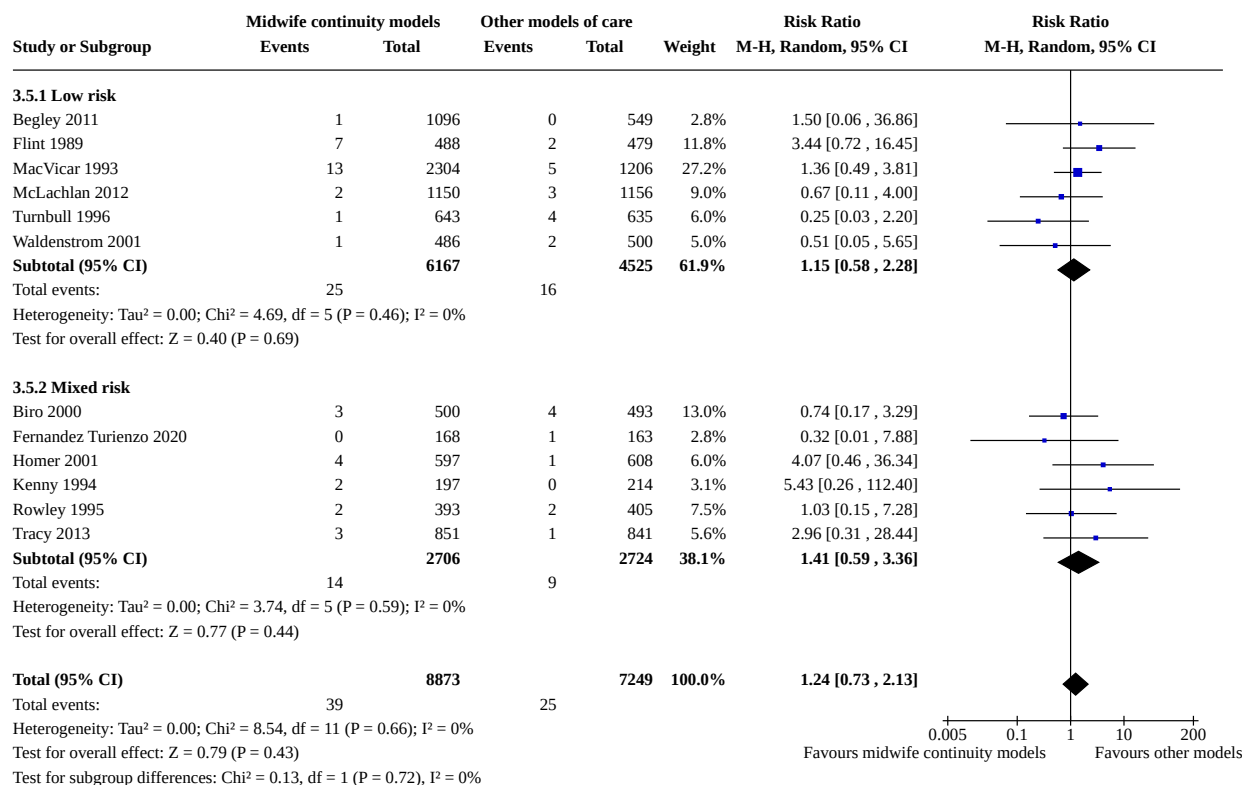 Midwife continuity models Other models of care Risk Ratio Risk Ratio
Study or Subgroup Events Total Events Total Weight M-H, Random, 95% CI M-H, Random, 95% CI
3.5.1 Low risk
Begley 2011 1 1096 0 549 2.8% 1.50 [0.06 , 36.86]
Flint 1989 7 488 2 479 11.8% 3.44 [0.72 , 16.45]
MacVicar 1993 13 2304 5 1206 27.2% 1.36 [0.49 , 3.81]
McLachlan 2012 2 1150 3 1156 9.0% 0.67 [0.11 , 4.00]
Turnbull 1996 1 643 4 635 6.0% 0.25 [0.03 , 2.20]
Waldenstrom 2001 1 486 2 500 5.0% 0.51 [0.05 , 5.65]
Subtotal (95% CI) 6167 4525 61.9% 1.15 [0.58 , 2.28]
Total events: 25 16
Heterogeneity: Tau² = 0.00; Chi² = 4.69, df = 5 (P = 0.46); I² = 0%
Test for overall effect: Z = 0.40 (P = 0.69)
3.5.2 Mixed risk
Biro 2000 3 500 4 493 13.0% 0.74 [0.17 , 3.29]
Fernandez Turienzo 2020 0 168 1 163 2.8% 0.32 [0.01 , 7.88]
Homer 2001 4 597 1 608 6.0% 4.07 [0.46 , 36.34]
Kenny 1994 2 197 0 214 3.1% 5.43 [0.26 , 112.40]
Rowley 1995 2 393 2 405 7.5% 1.03 [0.15 , 7.28]
Tracy 2013 3 851 1 841 5.6% 2.96 [0.31 , 28.44]
Subtotal (95% CI) 2706 2724 38.1% 1.41 [0.59 , 3.36]
Total events: 14 9
Heterogeneity: Tau² = 0.00; Chi² = 3.74, df = 5 (P = 0.59); I² = 0%
Test for overall effect: Z = 0.77 (P = 0.44)
Total (95% CI) 8873 7249 100.0% 1.24 [0.73 , 2.13]
Total events: 39 25
Heterogeneity: Tau² = 0.00; Chi² = 8.54, df = 11 (P = 0.66); I² = 0%
0.005 0.1 1 10 200
Test for overall effect: Z = 0.79 (P = 0.43)
Favours midwife continuity models Favours other models
Test for subgroup differences: Chi² = 0.13, df = 1 (P = 0.72), I² = 0%